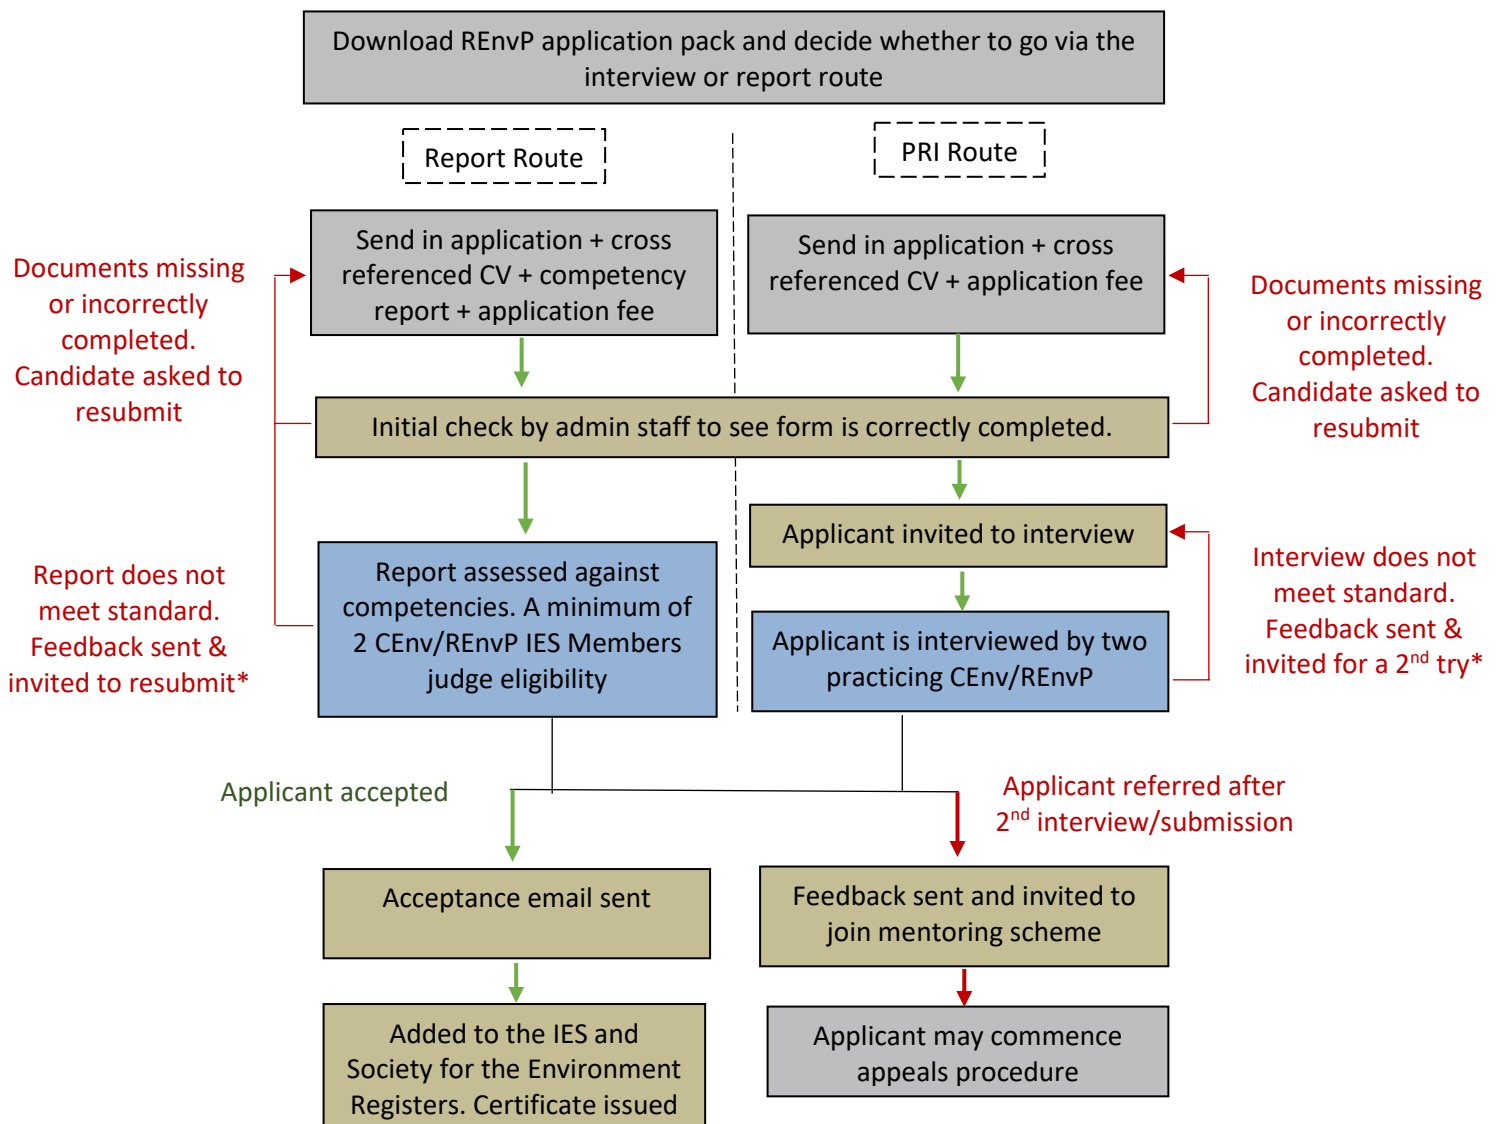 Download REnvP application pack and decide whether to go via the
interview or report route
Report Route
PRI Route
Send in application + cross
referenced CV + competency
report + application fee
Send in application + cross
referenced CV + application fee
Documents missing
or incorrectly
completed.
Candidate asked to
resubmit
Documents missing
or incorrectly
completed.
Candidate asked to
resubmit
Initial check by admin staff to see form is correctly completed.
Applicant invited to interview
Report does not
meet standard.
Feedback sent &
invited to resubmit*
Report assessed against
competencies. A minimum of
2 CEnv/REnvP IES Members
judge eligibility
Applicant is interviewed by two
practicing CEnv/REnvP
Interview does not
meet standard.
Feedback sent &
invited for a 2nd try*
Applicant accepted
Applicant referred after
2nd interview/submission
Acceptance email sent
Feedback sent and invited to
join mentoring scheme
Added to the IES and
Society for the Environment
Registers. Certificate issued
Applicant may commence
appeals procedure